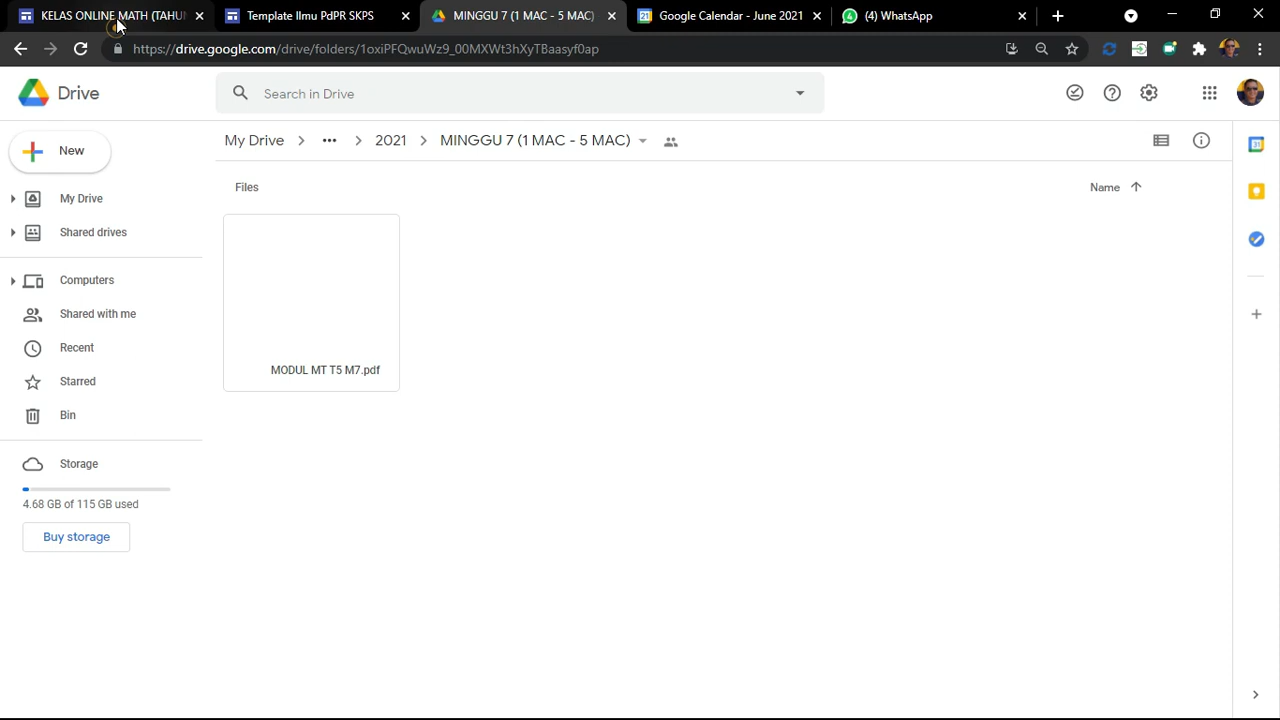 KELAS ONLINE MATH (TAHU
Template Ilmu PdPR SKPS
MINGGU 7 (1 MAC - 5 MAC)
Google Calendar - June 2021
(4) WhatsApp
https://drive.google.com/drive/folders/1oxiPFQwuWz9_00MXWt3hXyTBaasyf0ap
Drive
Search in Drive
New
My Drive
...
2021
MINGGU 7 (1 MAC - 5 MAC)
Files
Name
My Drive
Shared drives
Computers
Shared with me
Recent
Starred
Bin
Storage
4.68 GB of 115 GB used
Buy storage
MODUL MT T5 M7.pdf
31